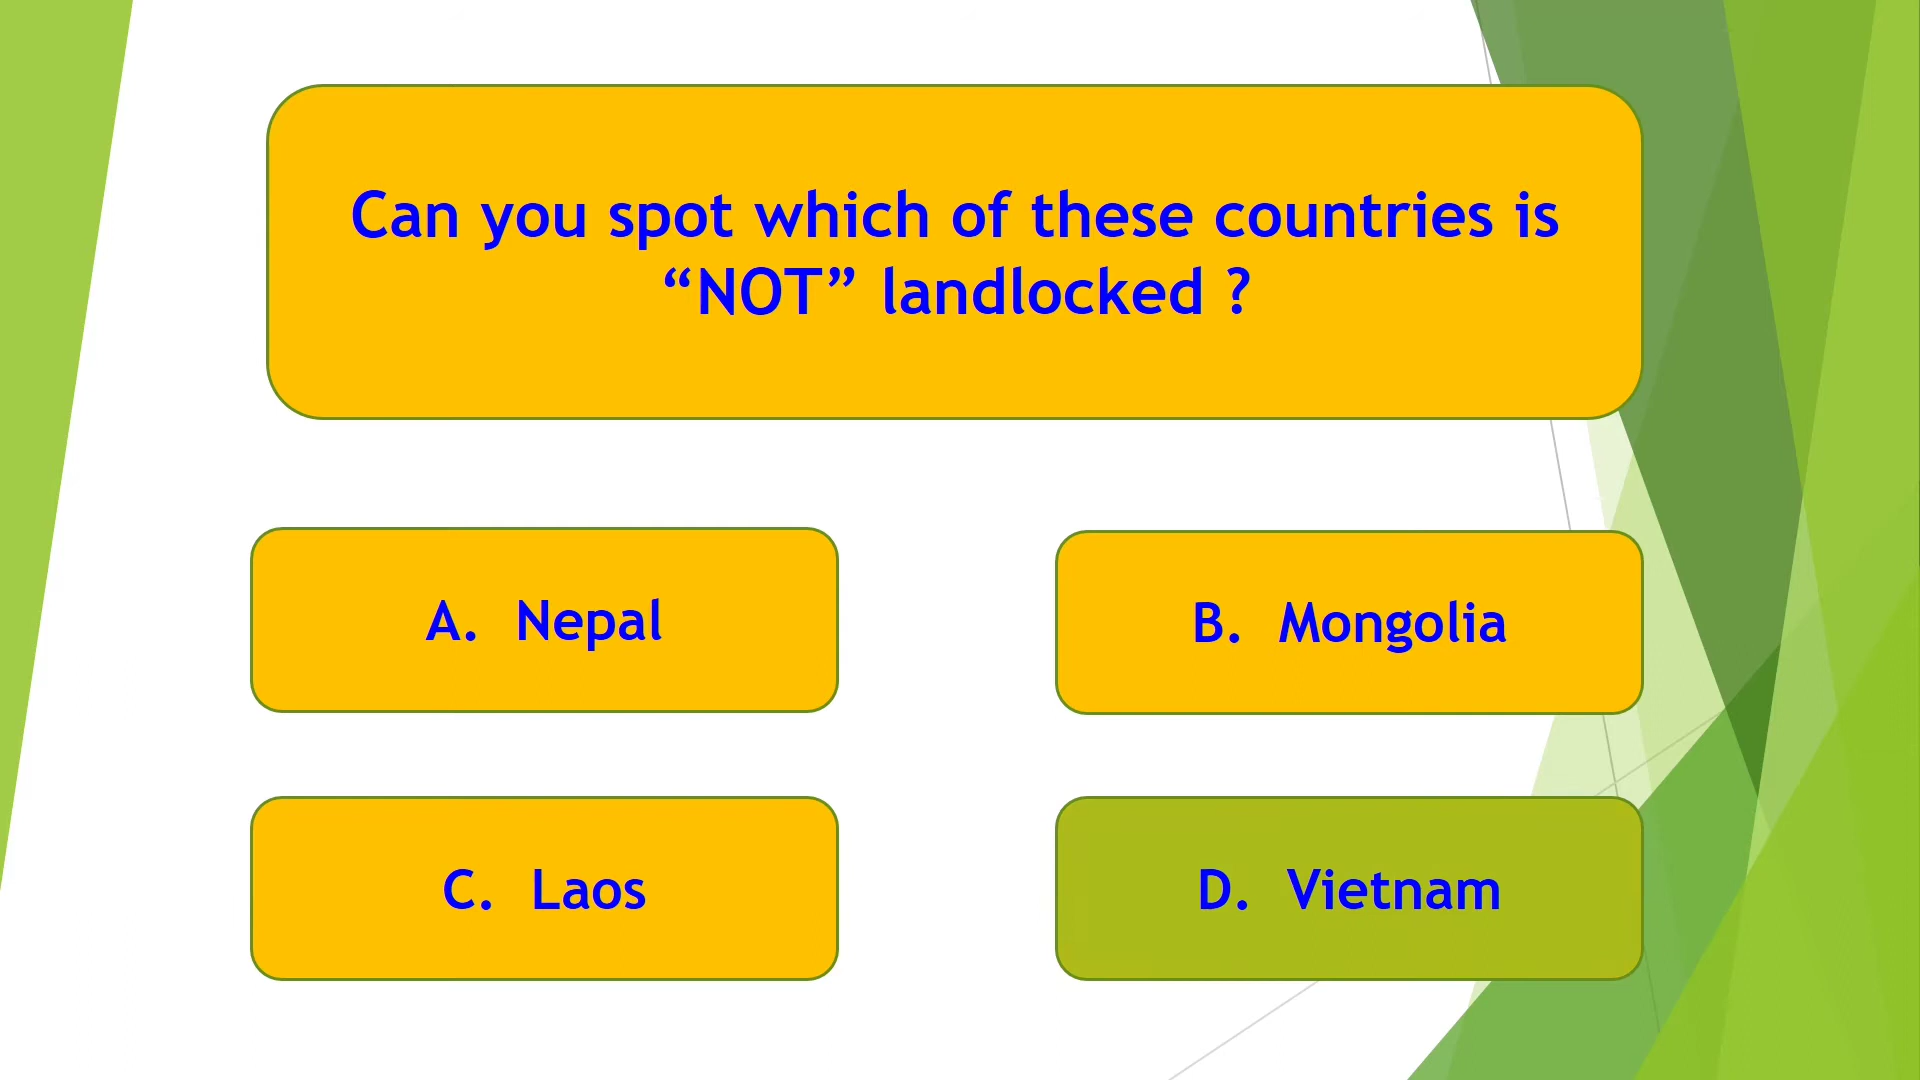 Can you spot which of these countries is
“NOT” landlocked ?
A. Nepal
B. Mongolia
C. Laos
D. Vietnam